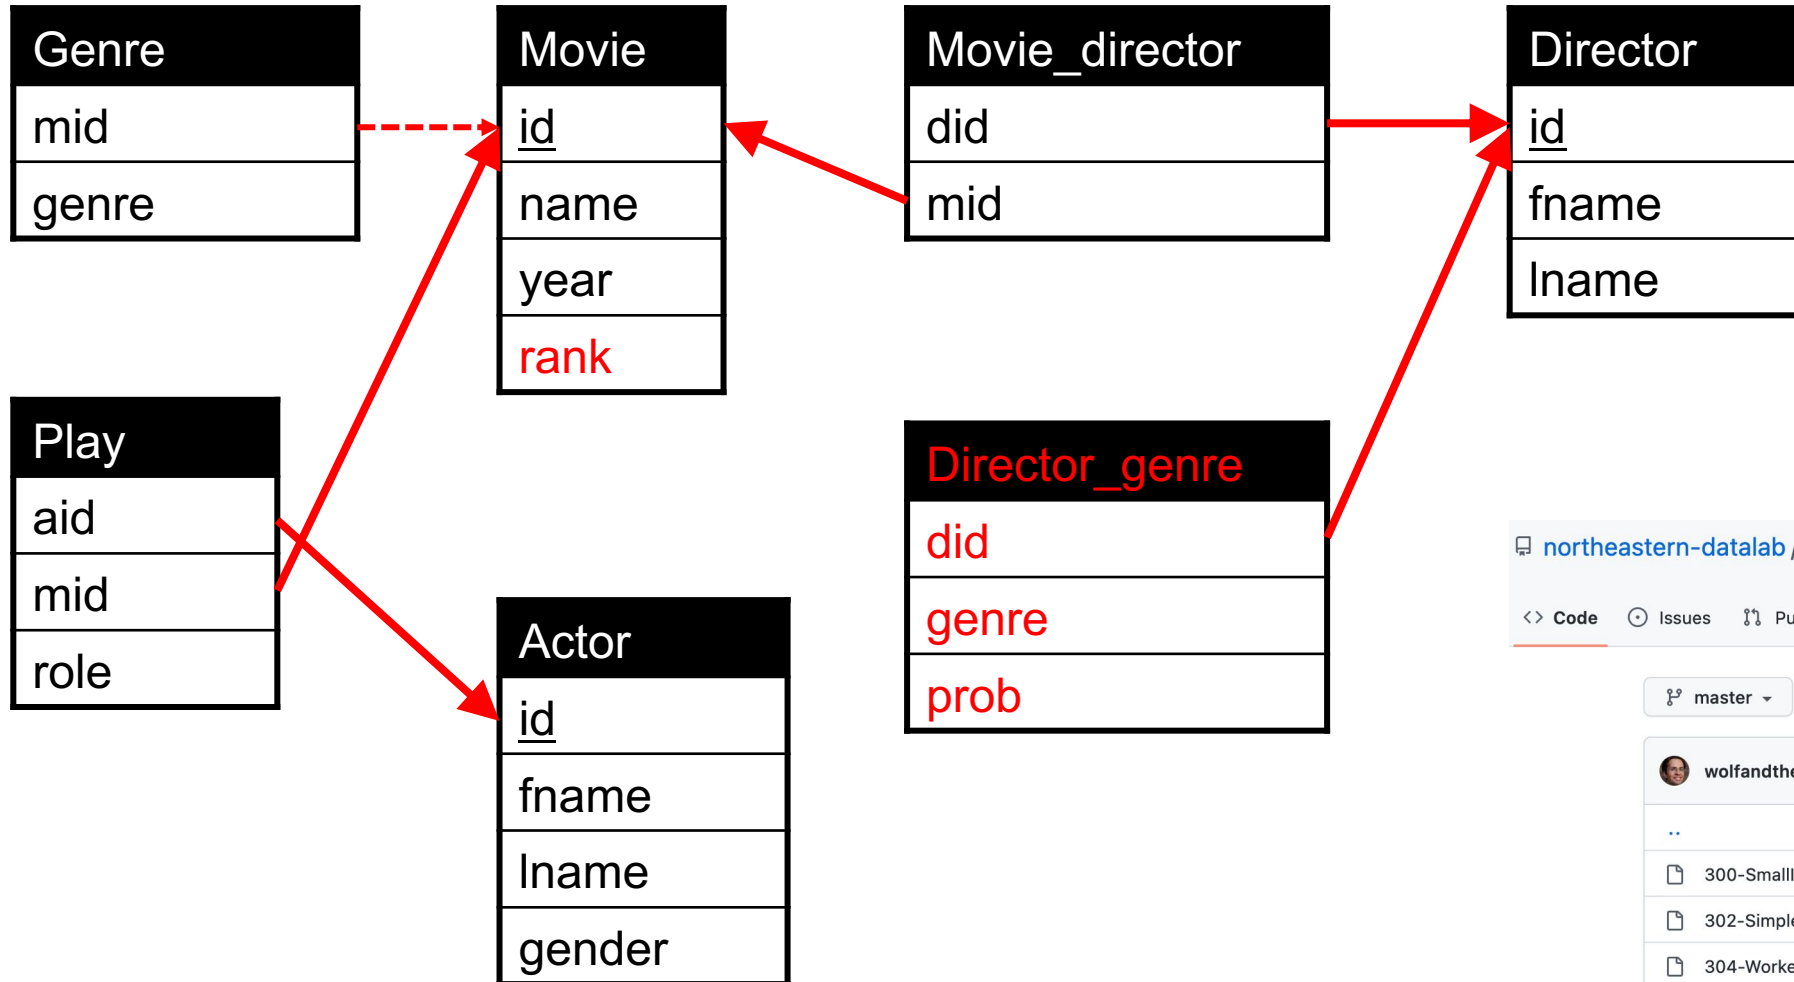 Genre
mid
genre
Movie
id
name
year
rank
Movie_director
did
mid
Director
id
fname
lname
Play
aid
mid
role
Actor
id
fname
lname
gender
Director_genre
did
genre
prob
northeastern-datalab /
<> Code Issues
master
..